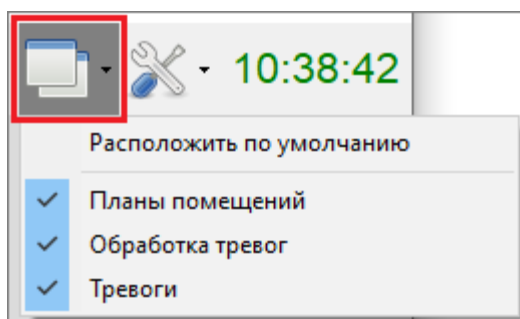 10:38:42
Расположить по умолчанию
Планы помещений
Обработка тревог
Тревоги